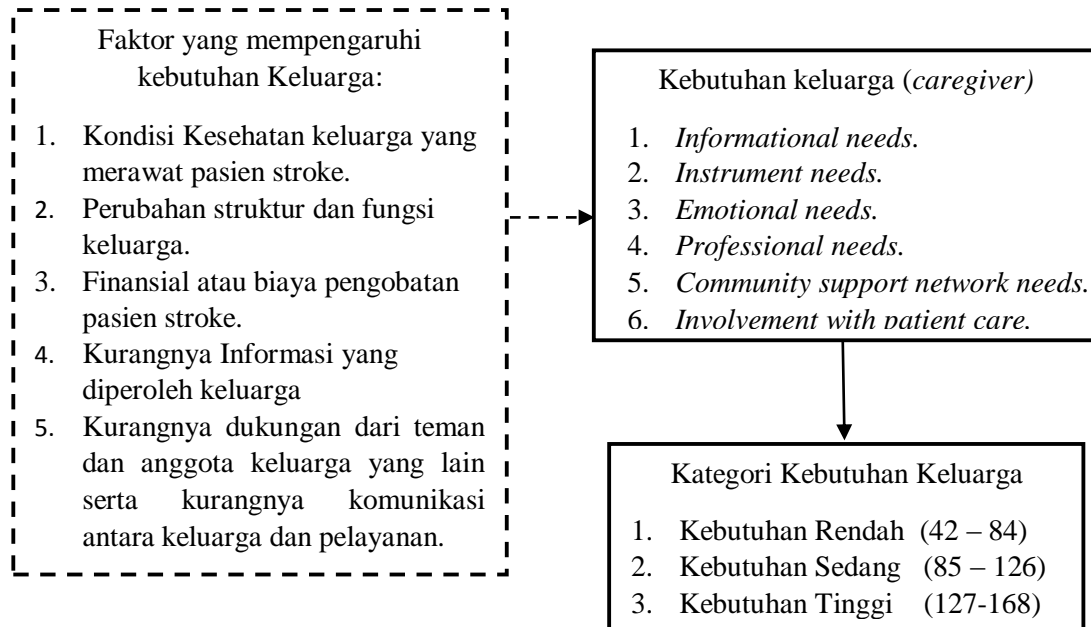 Faktor yang mempengaruhi
kebutuhan Keluarga:
1. Kondisi Kesehatan keluarga yang
merawat pasien stroke.
2. Perubahan struktur dan fungsi
keluarga.
3. Finansial atau biaya pengobatan
pasien stroke.
4. Kurangnya Informasi yang
diperoleh keluarga
5. Kurangnya dukungan dari teman
dan anggota keluarga yang lain
serta kurangnya komunikasi
antara keluarga dan pelayanan.
Kebutuhan keluarga (caregiver)
1. Informational needs.
2. Instrument needs.
3. Emotional needs.
4. Professional needs.
5. Community support network needs.
6. Involvement with patient care.
Kategori Kebutuhan Keluarga
1. Kebutuhan Rendah (42 – 84)
2. Kebutuhan Sedang (85 – 126)
3. Kebutuhan Tinggi (127-168)